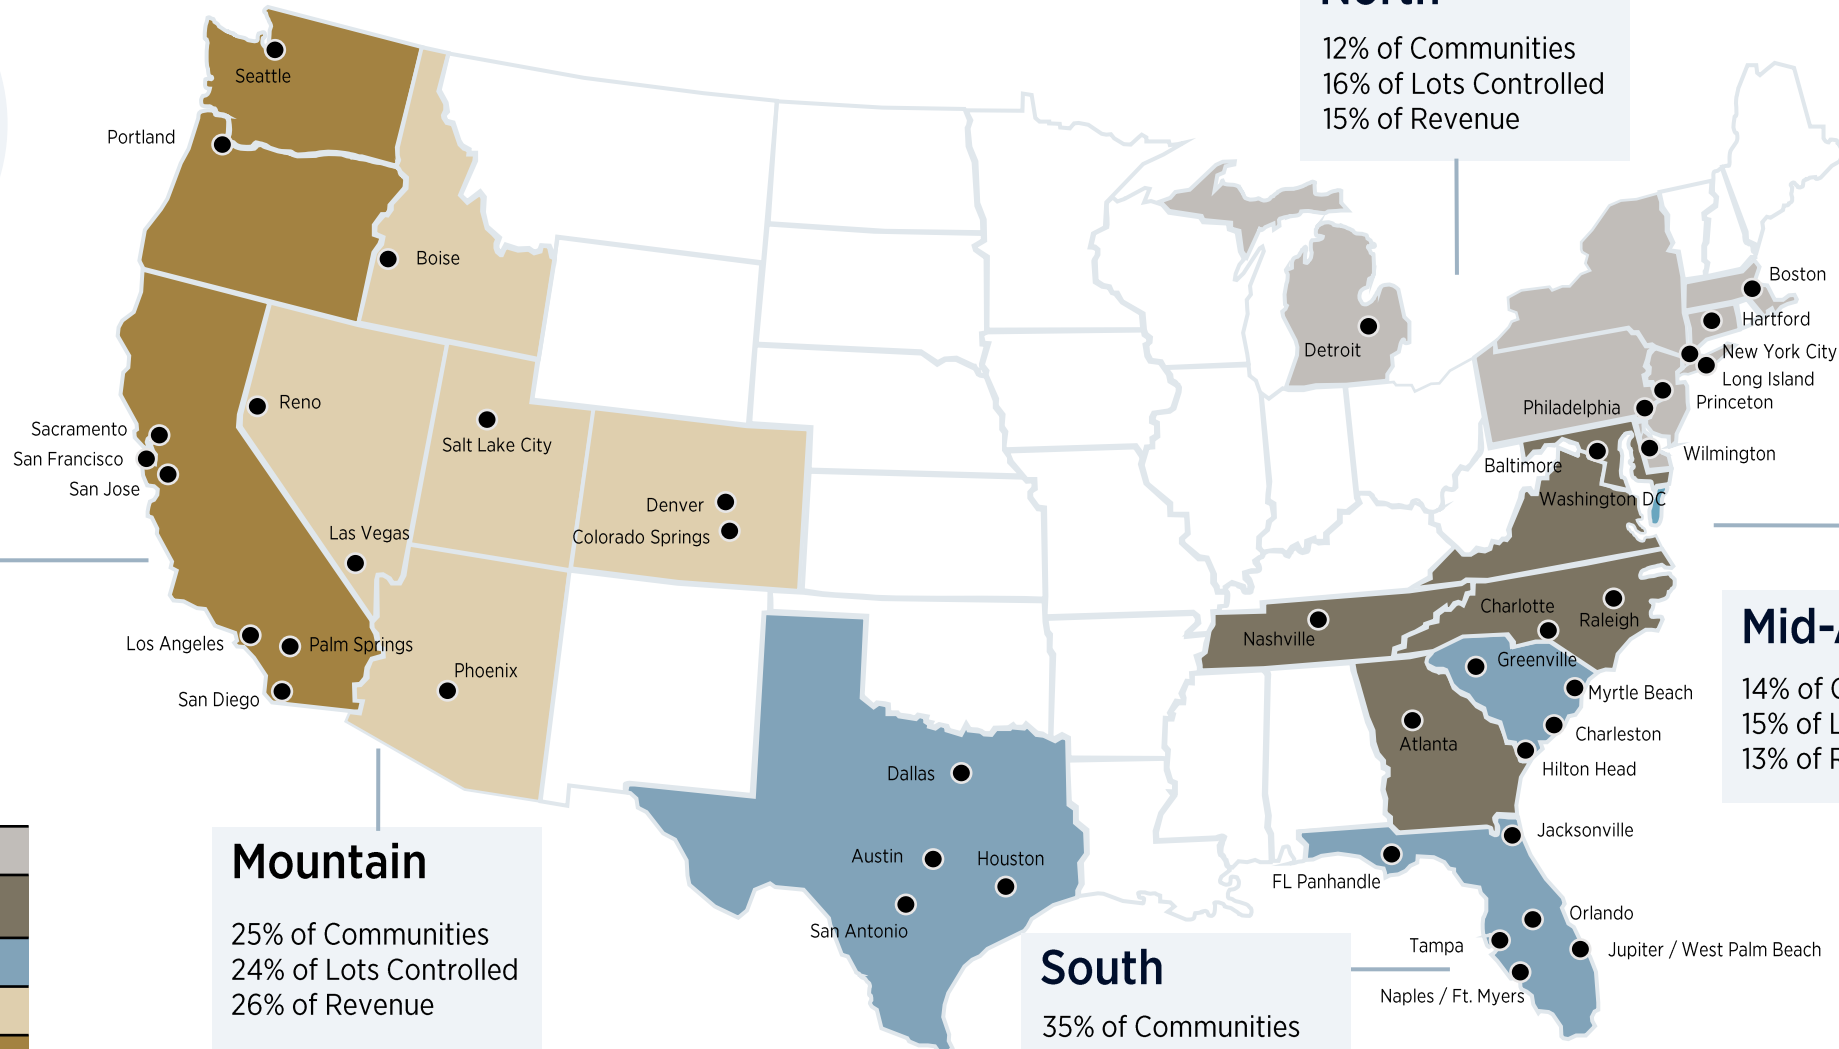 North
12% of Communities
16% of Lots Controlled
15% of Revenue
Seattle
Portland
Boise
Boston
Hartford
New York City
Long Island
Princeton
Philadelphia
Wilmington
Baltimore
Washington DC
Detroit
Reno
Sacramento
San Francisco
San Jose
Salt Lake City
Denver
Colorado Springs
Las Vegas
Los Angeles
Palm Springs
San Diego
Phoenix
Nashville
Charlotte
Raleigh
Greenville
Myrtle Beach
Charleston
Hilton Head
Atlanta
Mid-
14% of
15% of
13% of
Dallas
Austin
Houston
San Antonio
Jacksonville
FL Panhandle
Orlando
Tampa
Jupiter / West Palm Beach
Naples / Ft. Myers
Mountain
25% of Communities
24% of Lots Controlled
26% of Revenue
South
35% of Communities